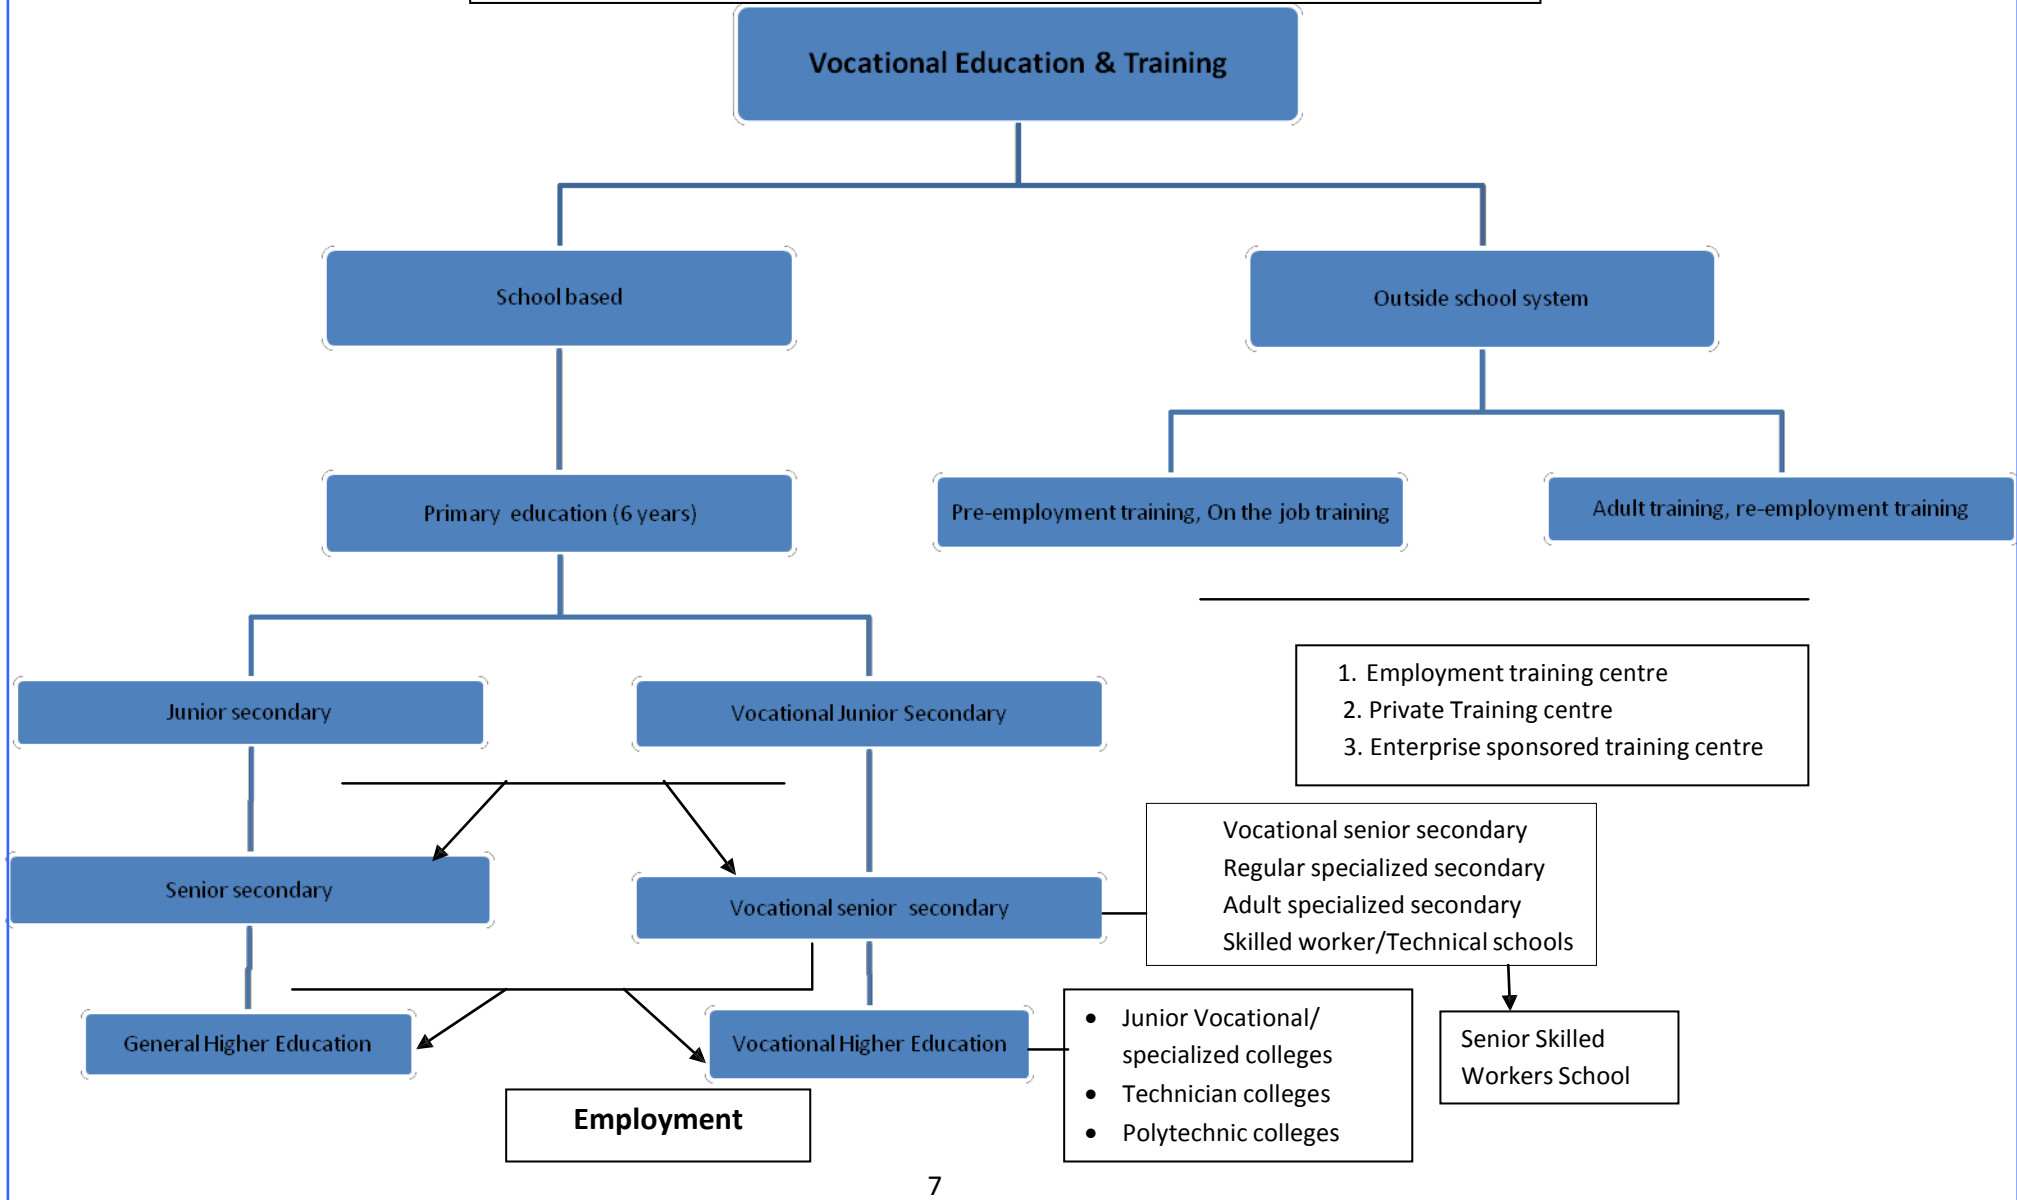 Vocational Education & Training
School based
Outside school system
Primary education (6 years)
Pre-employment training, On the job training
Adult training, re-employment training
Junior secondary
Vocational Junior Secondary
1. Employment training centre
2. Private Training centre
3. Enterprise sponsored training centre
Senior secondary
Vocational senior secondary
Vocational senior secondary
Regular specialized secondary
Adult specialized secondary
Skilled worker/Technical schools
General Higher Education
Vocational Higher Education
• Junior Vocational/
specialized colleges
• Technician colleges
• Polytechnic colleges
Senior Skilled
Workers School
Employment
7